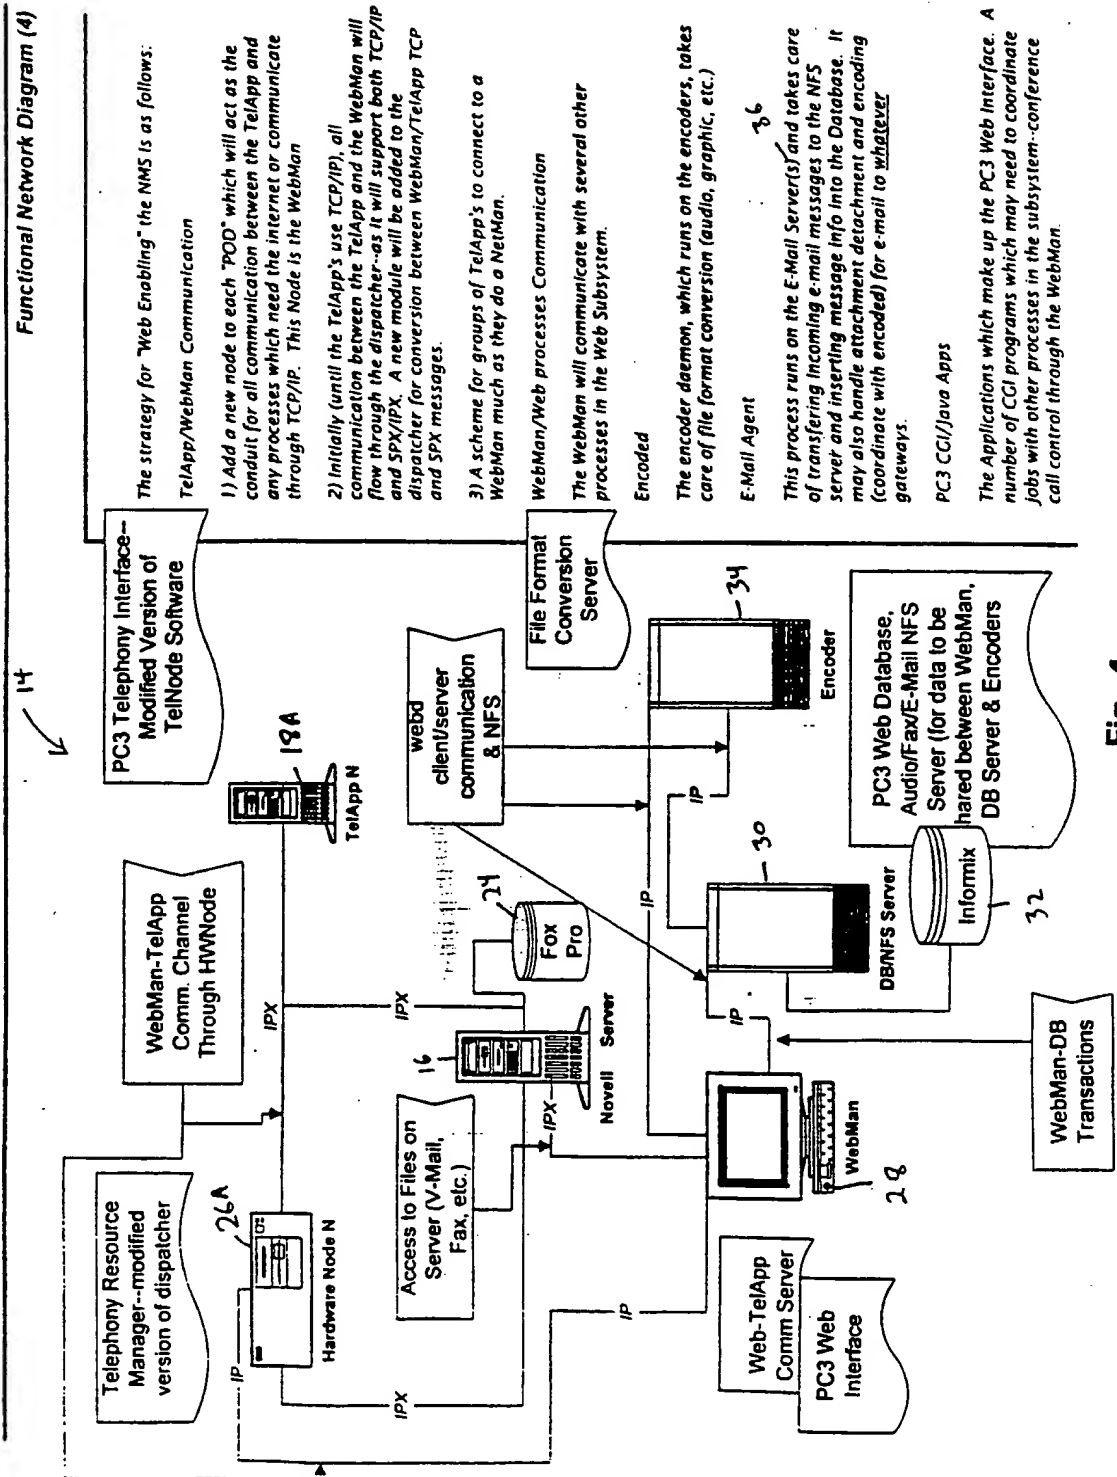 Functional Network Diagram (4)
14
PC3 Telephony Interface--
Modified Version of
TelNode Software
The strategy for "Web Enabling" the NMS is as follows:
TelApp/WebMan Communication
1) Add a new node to each "POD" which will act as the
conduit for all communication between the TelApp and
any processes which need the internet or communicate
through TCP/IP. This Node is the WebMan
2) Initially (until the TelApp's use TCP/IP), all
communication between the TelApp and the WebMan will
flow through the dispatcher--as it will support both TCP/IP
and SPX/IPX. A new module will be added to the
dispatcher for conversion between WebMan/TelApp TCP
and SPX messages.
3) A scheme for groups of TelApp's to connect to a
WebMan much as they do a NetMan.
WebMan/Web processes Communication
The WebMan will communicate with several other
processes in the Web Subsystem.
Encoded
The encoder daemon, which runs on the encoders, takes
care of file format conversion (audio, graphic, etc.)
E-Mail Agent
36
This process runs on the E-Mail Server(s) and takes care
of transfering incoming e-mail messages to the NFS
server and inserting message info into the Database. It
may also handle attachment detachment and encoding
(coordinate with encoded) for e-mail to whatever
gateways.
PC3 CCI/Java Apps
The Applications which make up the PC3 Web Interface. A
number of CGI programs which may need to coordinate
jobs with other processes in the subsystem--conference
call control through the WebMan.
Telephony Resource
Manager--modified
version of dispatcher
WebMan-TelApp
Comm. Channel
Through HWNode
18A
TelApp N
26A
Hardware Node N
IP
IPX
IPX
IPX
IPX
IP
Access to Files on
Server (V-Mail,
Fax, etc.)
16
Novell Server
24
Fox
Pro
webd
client/server
communication
& NFS
File Format
Conversion
Server
34
Encoder
IP
IP
IP
30
DB/NFS Server
Informix
32
PC3 Web Database,
Audio/Fax/E-Mail NFS
Server (for data to be
hared between WebMan,
DB Server & Encoders
WebMan
28
Web-TelApp
Comm Server
PC3 Web
Interface
WebMan-DB
Transactions